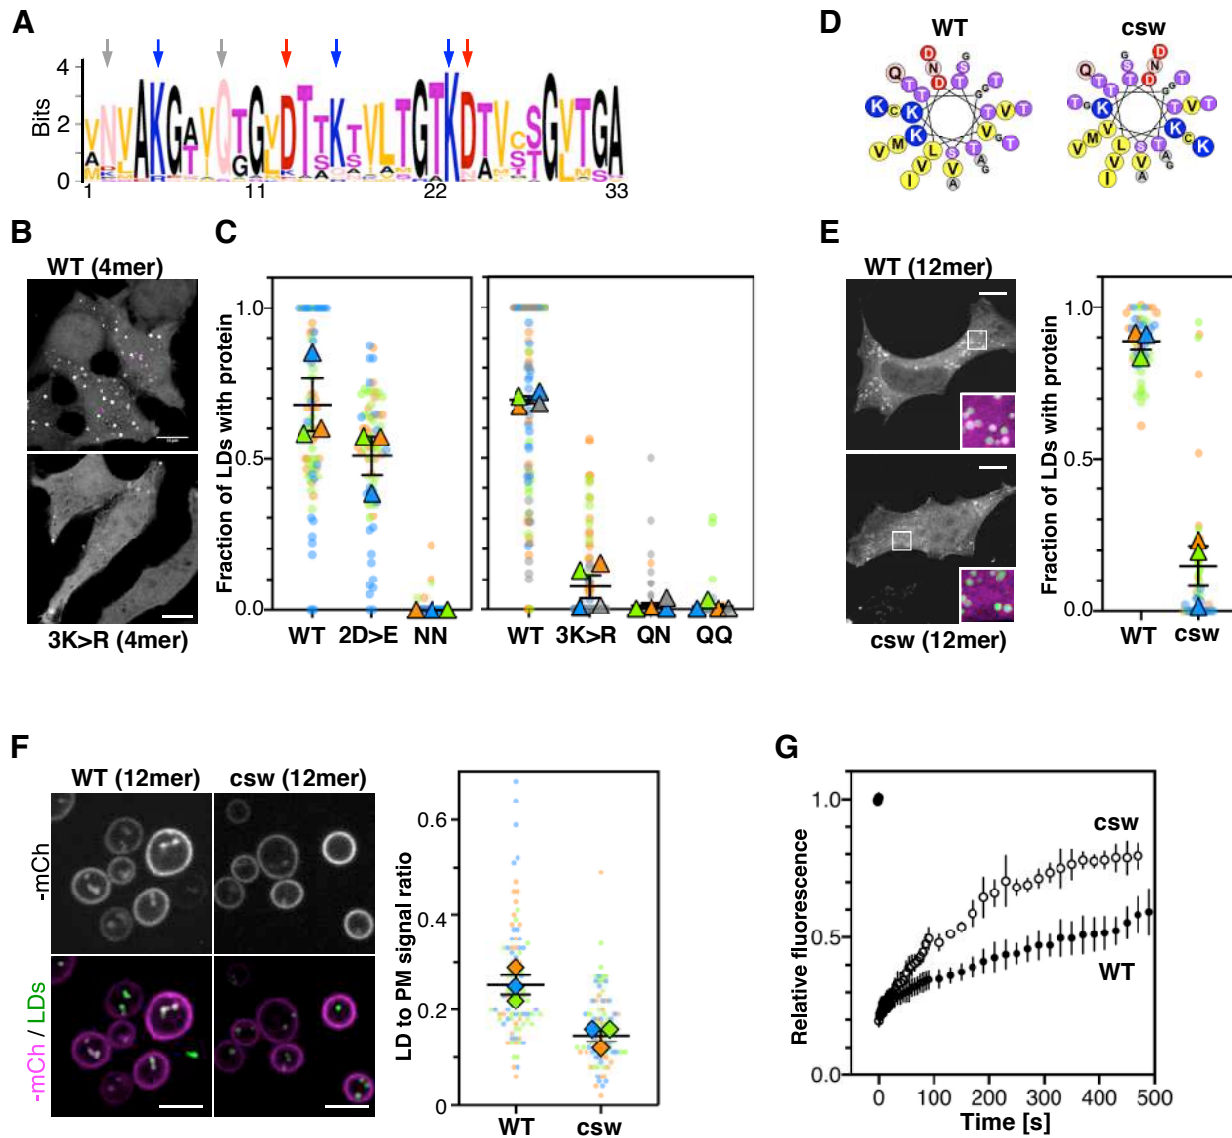 A
Bits
4
2
0
1
11
22
33
D
WT
csw
B
WT (4mer)
3K>R (4mer)
C
Fraction of LDs with protein
1.0
0.5
0.0
WT
2D>E
NN
WT
3K>R
QN
QQ
E
WT (12mer)
csw (12mer)
Fraction of LDs with protein
1.0
0.5
0.0
WT
csw
F
WT (12mer)
csw (12mer)
-mCh
-mCh / LDs
LD to PM signal ratio
0.6
0.4
0.2
0
WT
csw
G
Relative fluorescence
1.0
0.5
0.0
csw
WT
0
100
200
300
400
500
Time [s]